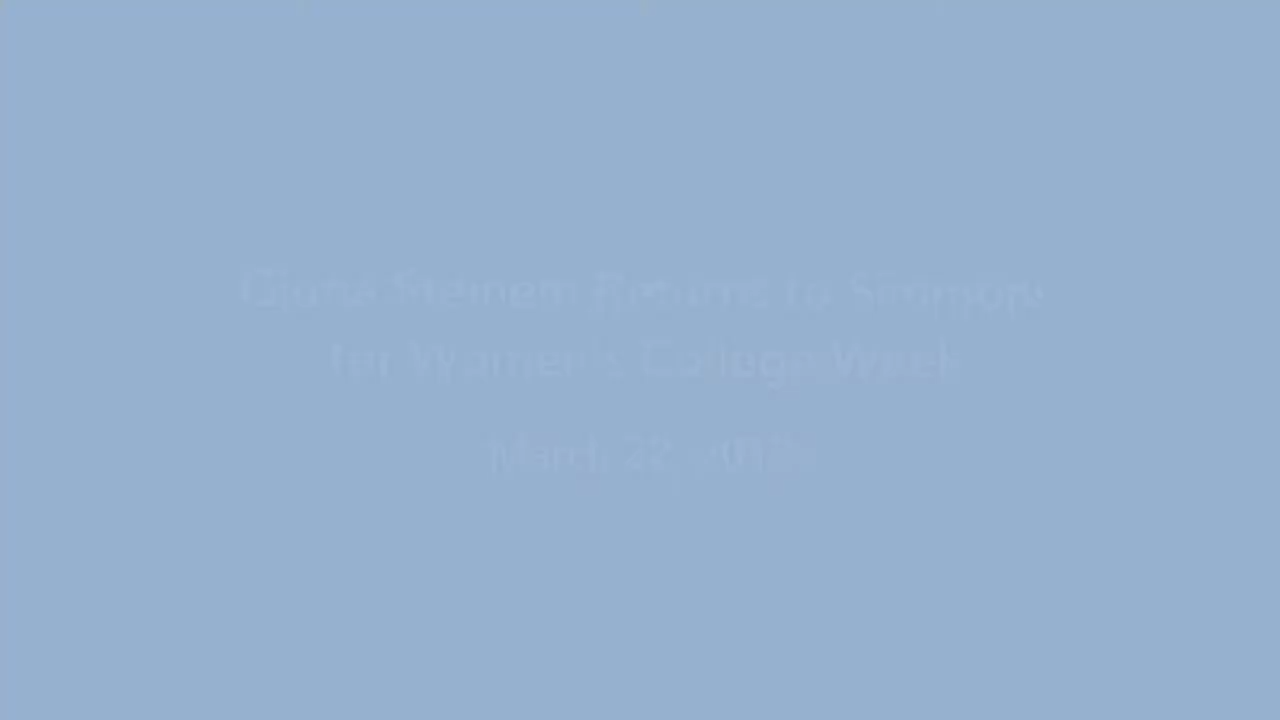 Gloria Steinem Returns to Simmons
for Women's College Week
March 22,